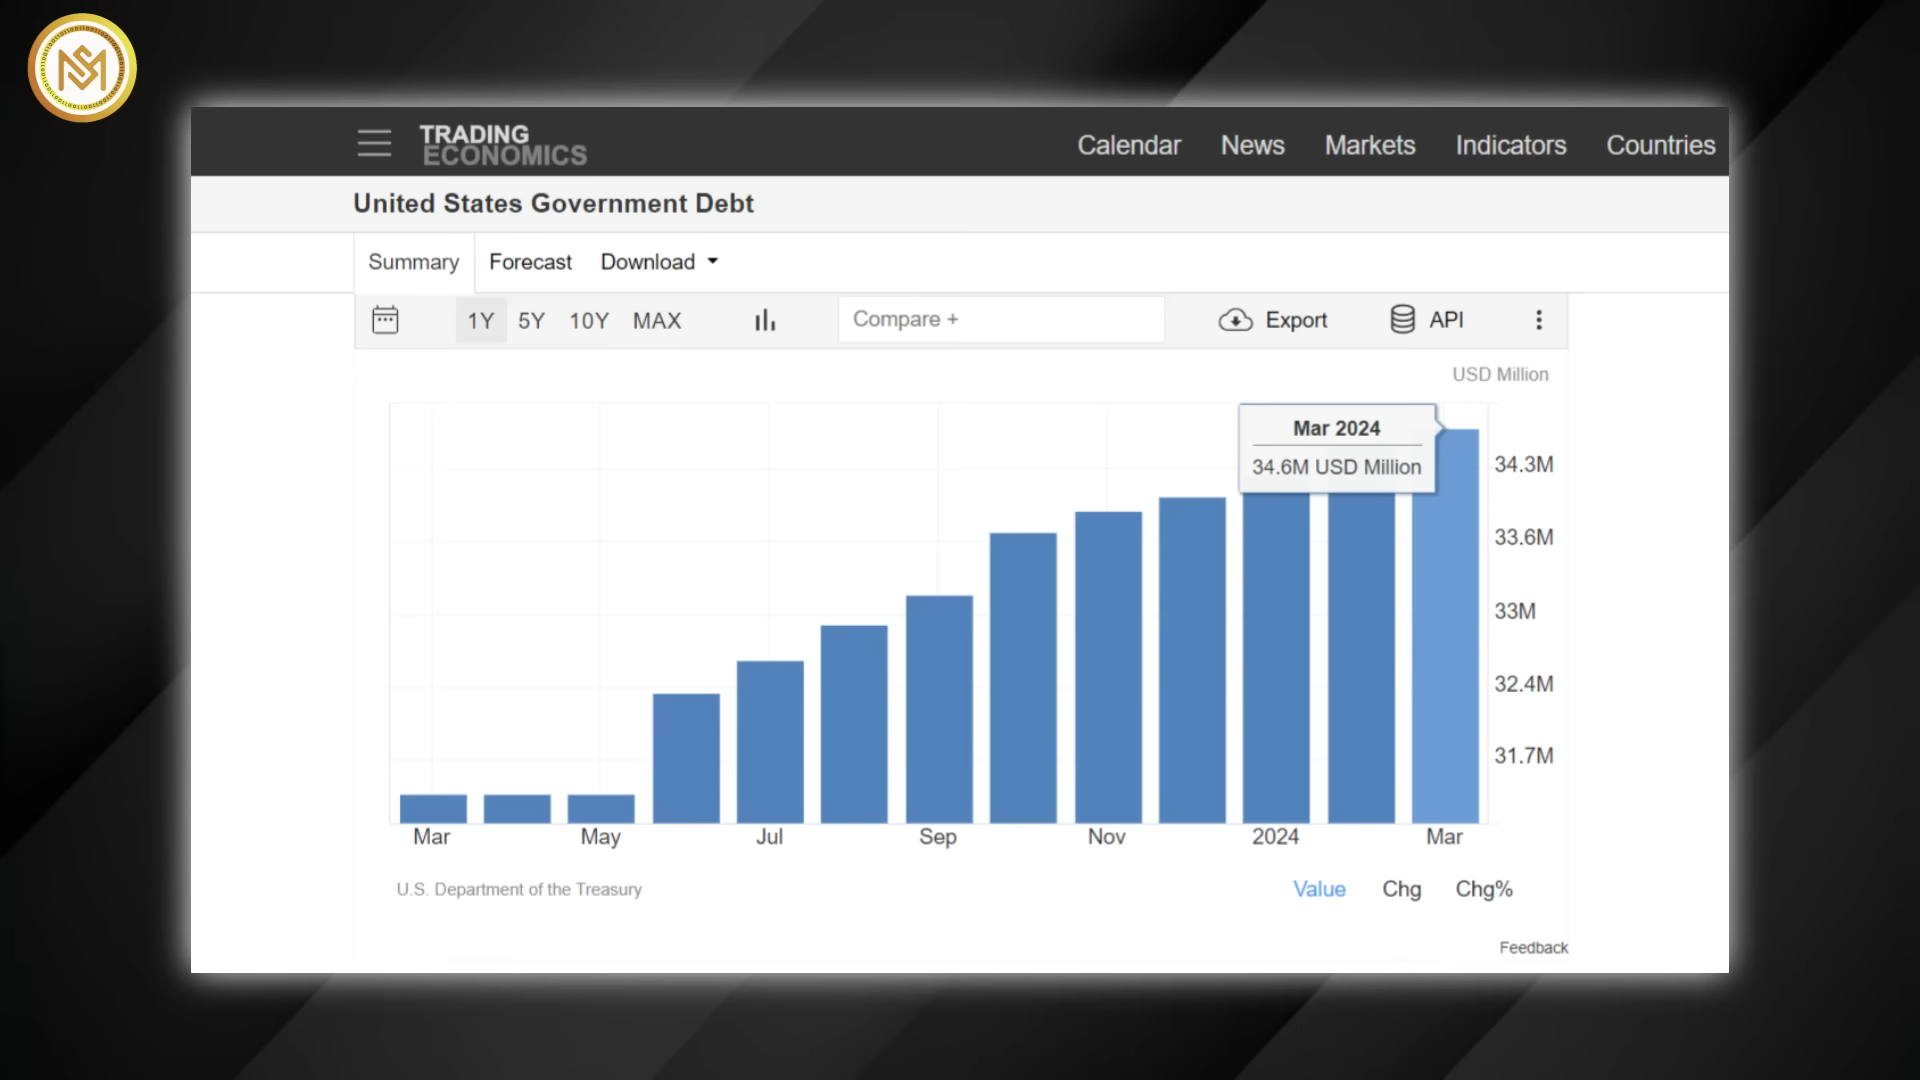 TRADING
ECONOMICS
Calendar News Markets Indicators Countries
United States Government Debt
Summary Forecast Download
1Y 5Y 10Y MAX Compare + Export API
USD Million
Mar 2024
34.6M USD Million
34.3M
33.6M
33M
32.4M
31.7M
Mar May Jul Sep Nov 2024 Mar
U.S. Department of the Treasury
Value Chg Chg%
Feedback